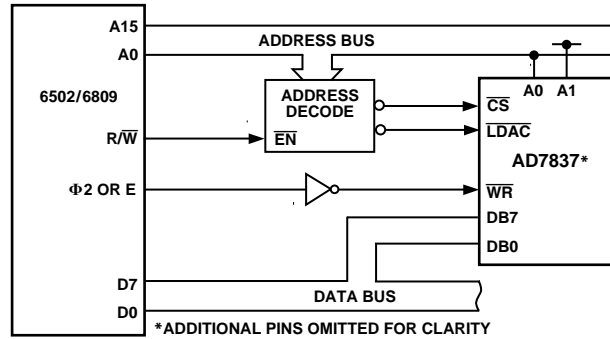 A15
A0
ADDRESS BUS
6502/6809
ADDRESS
DECODE
EN
R/W
Φ2 OR E
A0 A1
CS
LDAC
AD7837*
WR
DB7
DB0
D7
D0
DATA BUS
*ADDITIONAL PINS OMITTED FOR CLARITY